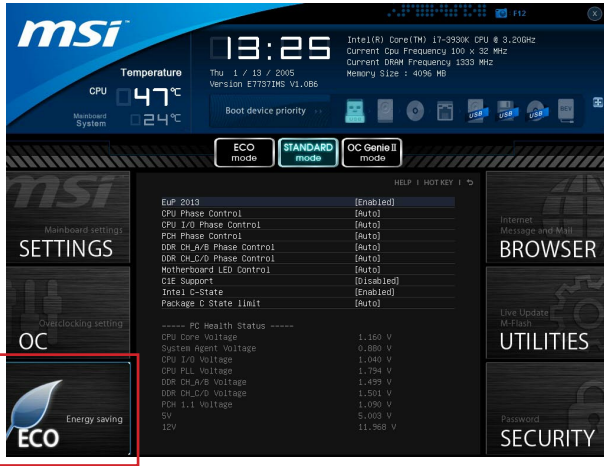 msi
F12
X
13:25
Thu 1 / 13 / 2005
Version E7737IMS V1.0B6
Intel(R) Core(TM) i7-3930K CPU @ 3.20GHz
Current Cpu Frequency 100 x 32 MHz
Current DRAM Frequency 1333 MHz
Memory Size : 4096 MB
Temperature
CPU 47°C
Mainboard
System 24°C
Boot device priority
USB
USB
USB
USB
BEV
ECO
mode
STANDARD
mode
OC Genie II
mode
HELP | HOT KEY |
msi
Mainboard settings
SETTINGS
Overclocking setting
OC
Energy saving
ECO
EuP 2013 [Enabled]
CPU Phase Control [Auto]
CPU I/O Phase Control [Auto]
PCH Phase Control [Auto]
DDR CH_A/B Phase Control [Auto]
DDR CH_C/D Phase Control [Auto]
Motherboard LED Control [Auto]
C1E Support [Disabled]
Intel C-State [Enabled]
Package C State limit [Auto]
----- PC Health Status -----
CPU Core Voltage 1.160 V
System Agent Voltage 0.880 V
CPU I/O Voltage 1.040 V
CPU PLL Voltage 1.794 V
DDR CH_A/B Voltage 1.499 V
DDR CH_C/D Voltage 1.501 V
PCH 1.1 Voltage 1.090 V
5V 5.003 V
12V 11.968 V
Internet
Message and Mail
BROWSER
Live Update
M-Flash
UTILITIES
Password
SECURITY